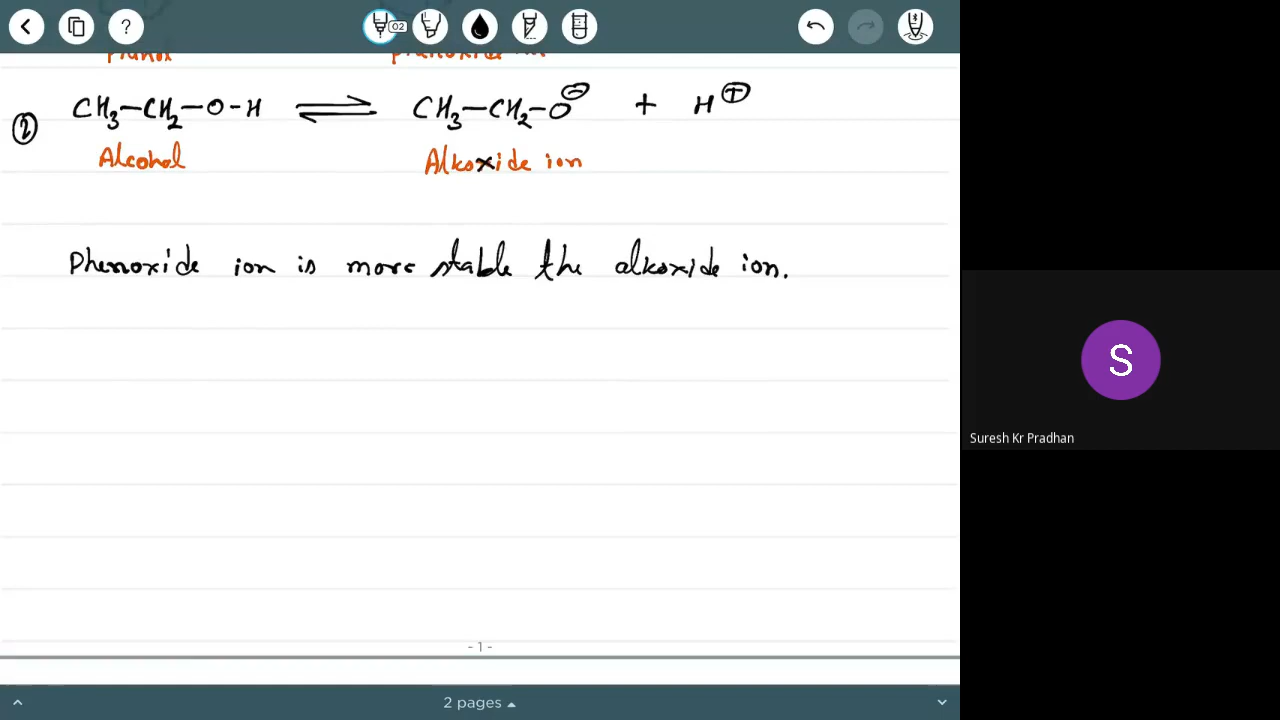 ?
02
② CH₃—CH₂—O-H ⇌ CH₃—CH₂—O⊖ + H⊕
Alcohol Alkoxide ion
Phenoxide ion is more stable the alkoxide ion.
S
Suresh Kr Pradhan
- 1 -
2 pages